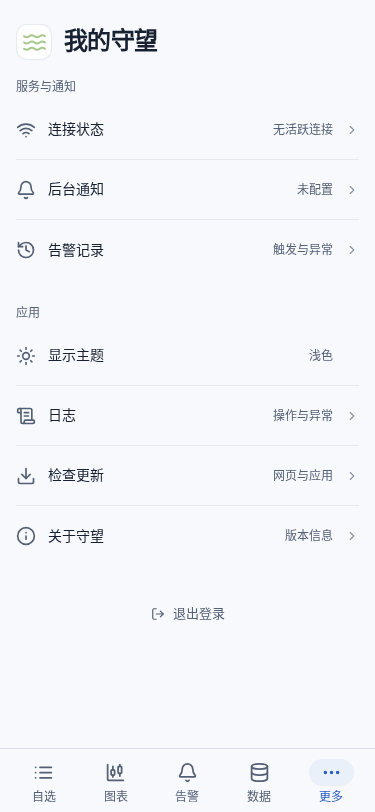 我的守望
服务与通知
连接状态 无活跃连接
后台通知 未配置
告警记录 触发与异常
应用
显示主题 浅色
日志 操作与异常
检查更新 网页与应用
关于守望 版本信息
退出登录
自选 图表 告警 数据 更多